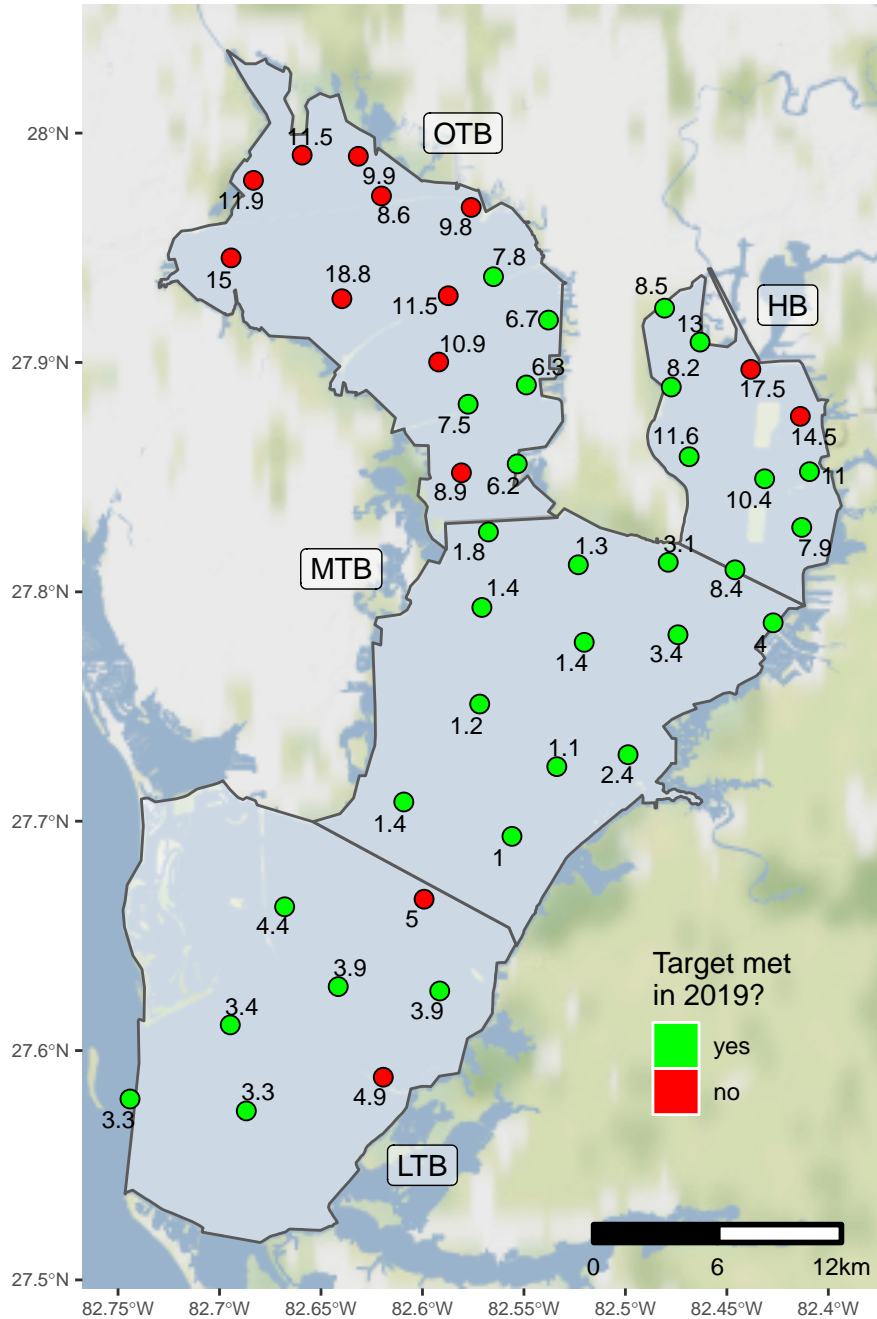 28°N
27.9°N
27.8°N
27.7°N
27.6°N
27.5°N
82.75°W
82.7°W
82.65°W
82.6°W
82.55°W
82.5°W
82.45°W
82.4°W
OTB
11.5
9.9
11.9
8.6
9.8
15
18.8
7.8
11.5
6.7
10.9
6.3
7.5
8.9
6.2
HB
8.5
13
8.2
17.5
14.5
11.6
11
10.4
7.9
8.4
MTB
1.8
1.3
3.1
1.4
4
1.4
3.4
1.2
1.1
2.4
1.4
1
LTB
5
4.4
3.9
3.9
3.4
4.9
3.3
3.3
Target met
in 2019?
yes
no
0 6 12km